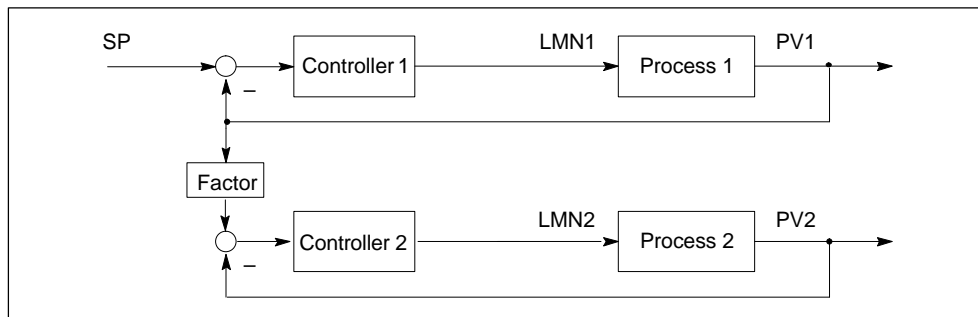 SP
LMN1
PV1
Controller 1
Process 1
–
Factor
LMN2
PV2
Controller 2
Process 2
–